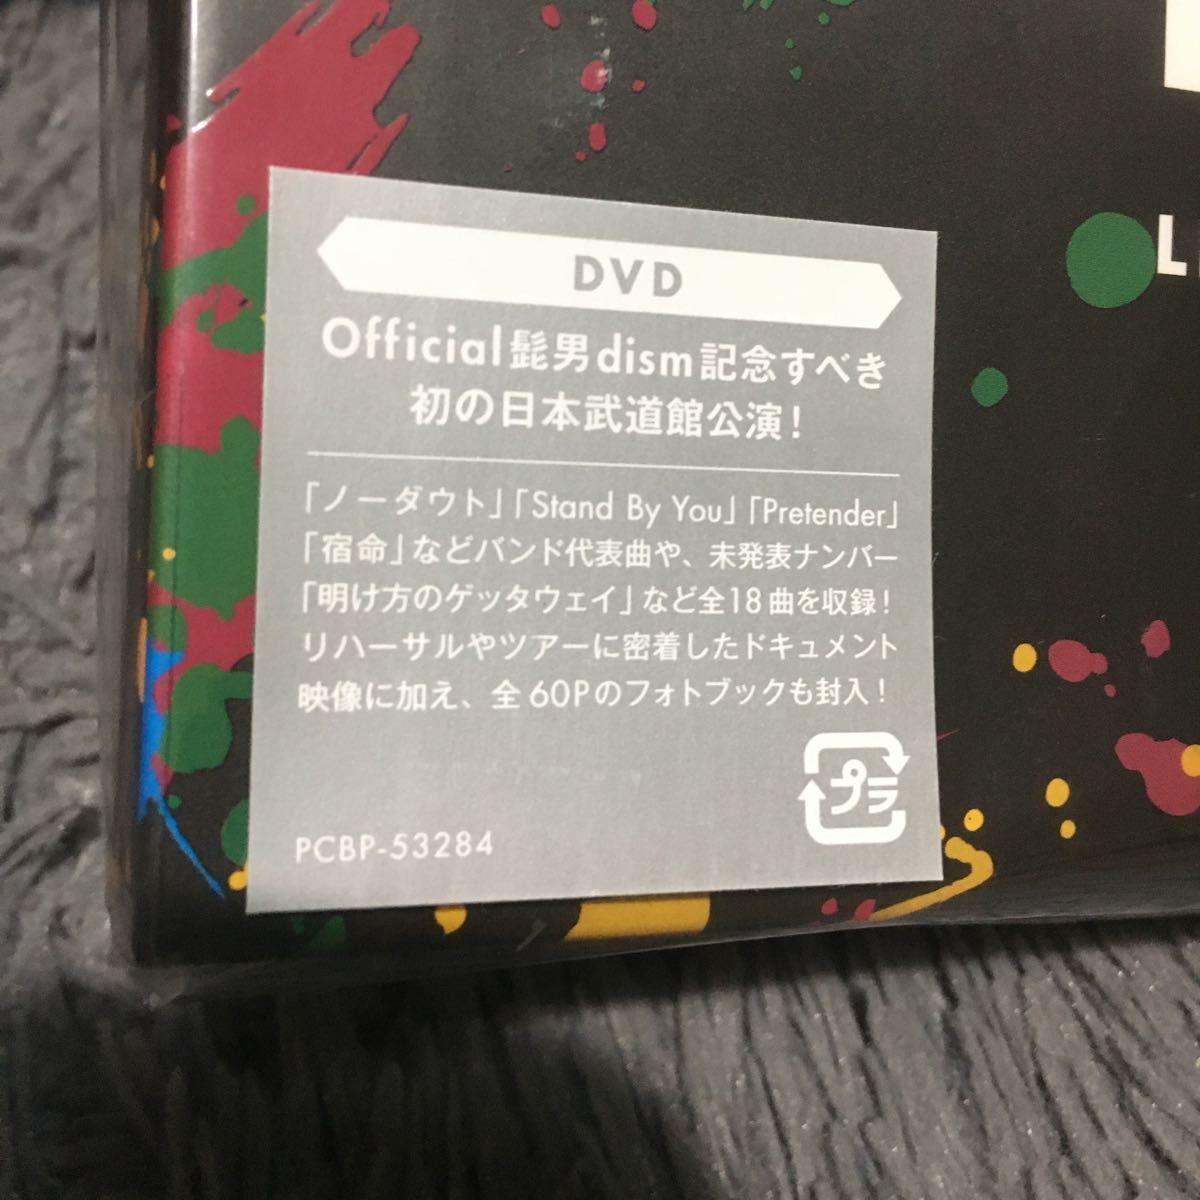 DVD
Official髭男dism記念すべき
初の日本武道館公演!
「ノーダウト」「Stand By You」「Pretender」
「宿命」などバンド代表曲や、未発表ナンバー
「明け方のゲッタウェイ」など全18曲を収録!
リハーサルやツアーに密着したドキュメント
映像に加え、全60Pのフォトブックも封入!
プラ
PCBP-53284
L